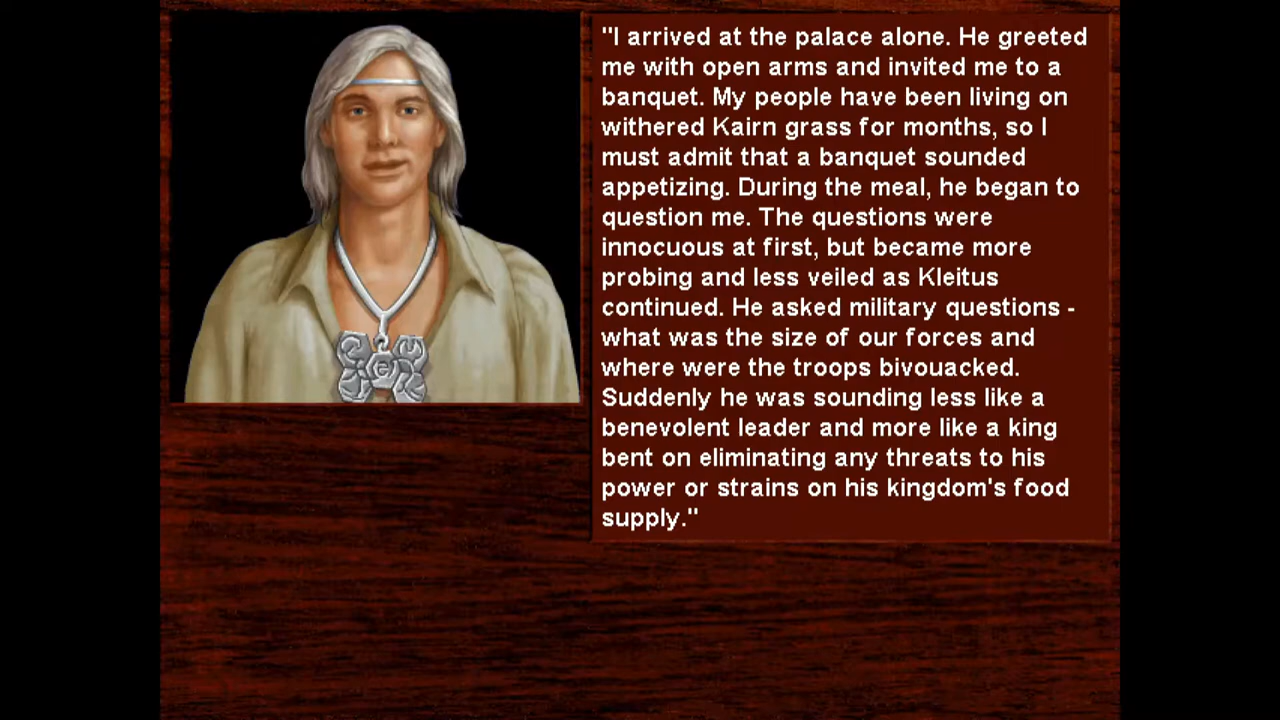 "I arrived at the palace alone. He greeted
me with open arms and invited me to a
banquet. My people have been living on
withered Kairn grass for months, so I
must admit that a banquet sounded
appetizing. During the meal, he began to
question me. The questions were
innocuous at first, but became more
probing and less veiled as Kleitus
continued. He asked military questions -
what was the size of our forces and
where were the troops bivouacked.
Suddenly he was sounding less like a
benevolent leader and more like a king
bent on eliminating any threats to his
power or strains on his kingdom's food
supply."